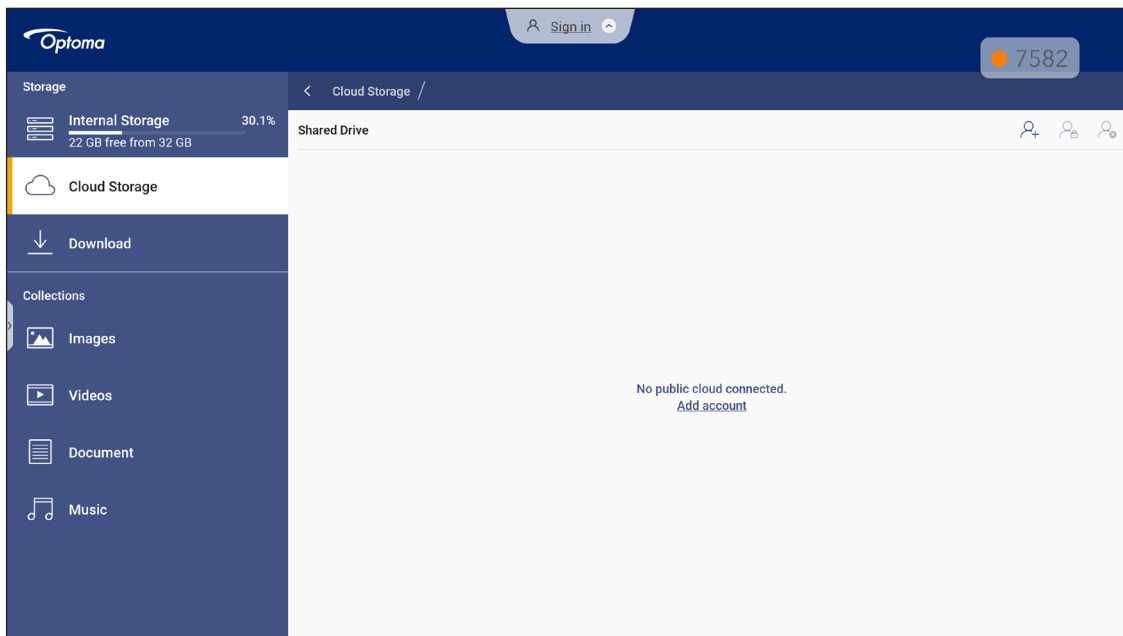 Optoma
Sign in
7582
Storage
Internal Storage 30.1%
22 GB free from 32 GB
Cloud Storage
Download
Collections
Images
Videos
Document
Music
Cloud Storage /
Shared Drive
No public cloud connected.
Add account